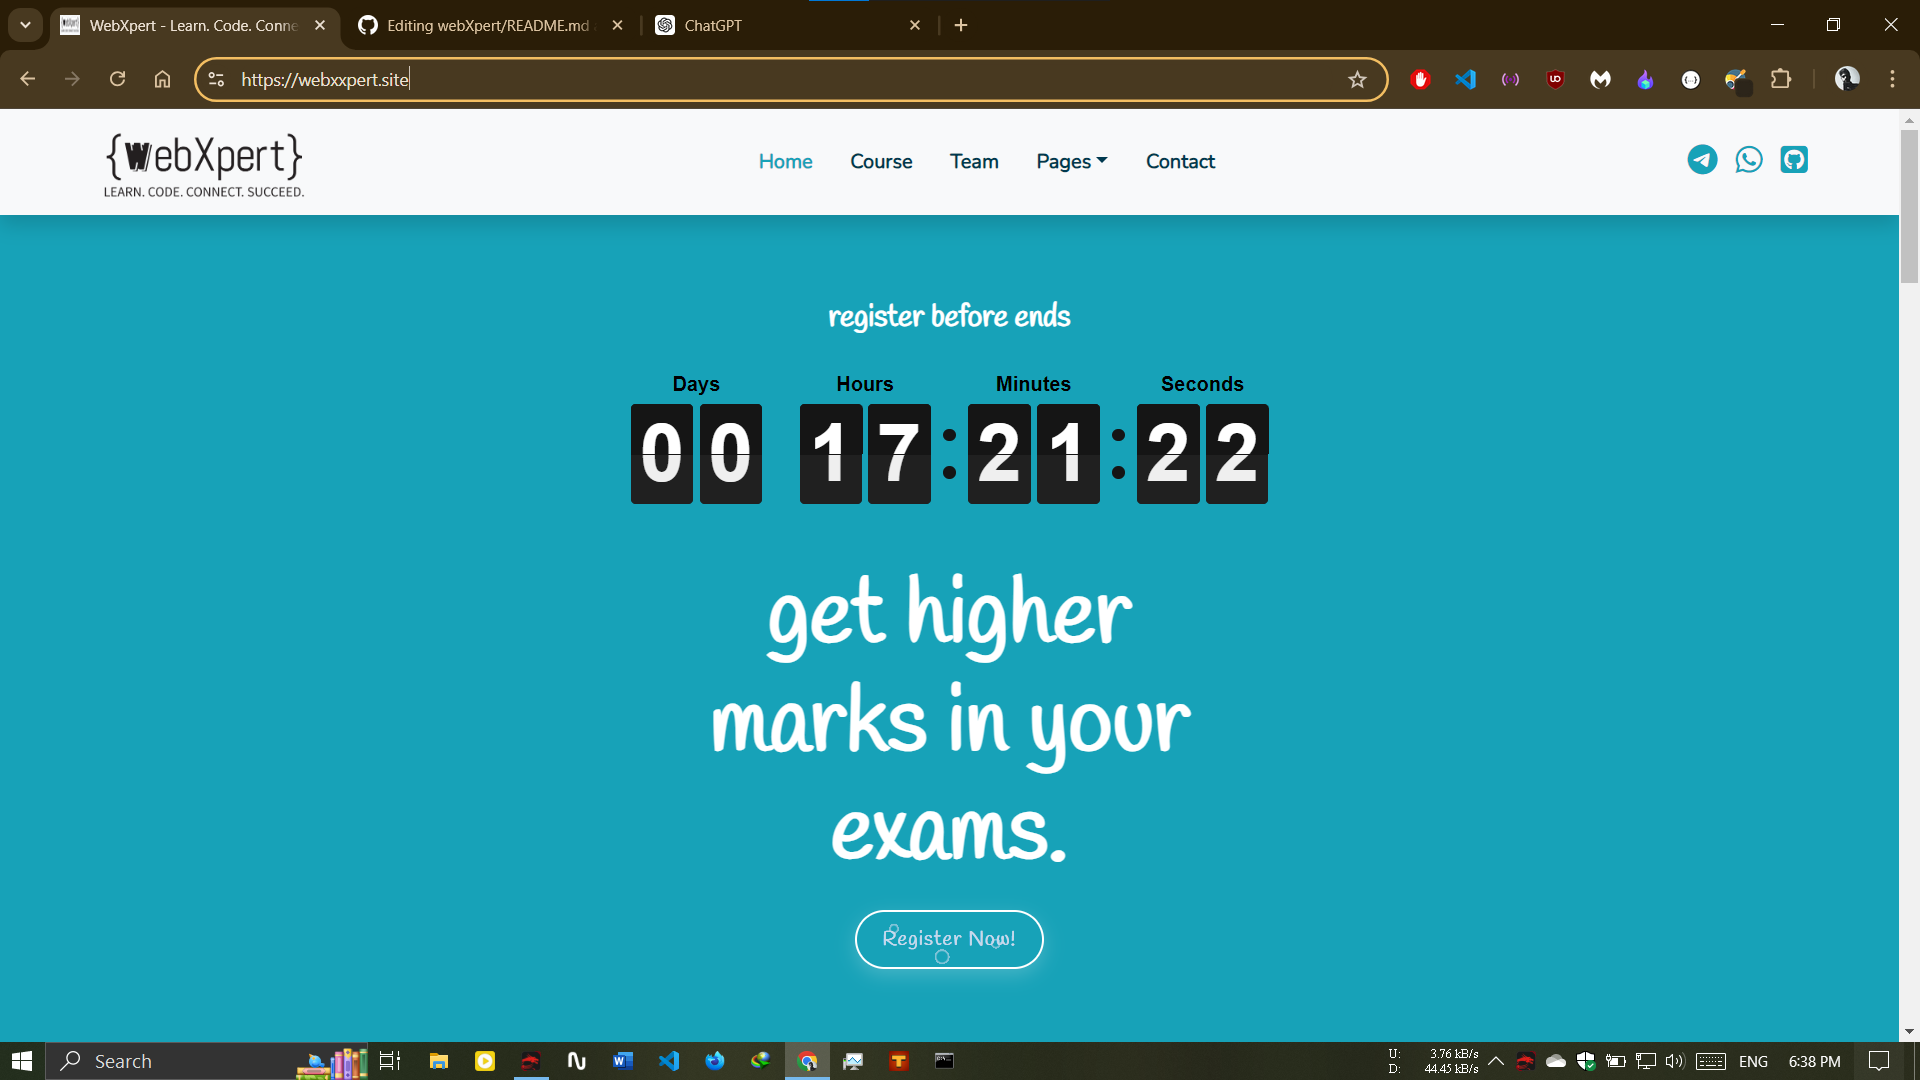 WebXpert - Learn. Code. Conne
Editing webXpert/README.md
ChatGPT
https://webxxpert.site
{WebXpert}
LEARN. CODE. CONNECT. SUCCEED.
Home
Course
Team
Pages
Contact
register before ends
Days
Hours
Minutes
Seconds
00 17:21:22
get higher
marks in your
exams.
Register Now!
Search
U: 3.76 kB/s
D: 44.45 kB/s
ENG
6:38 PM